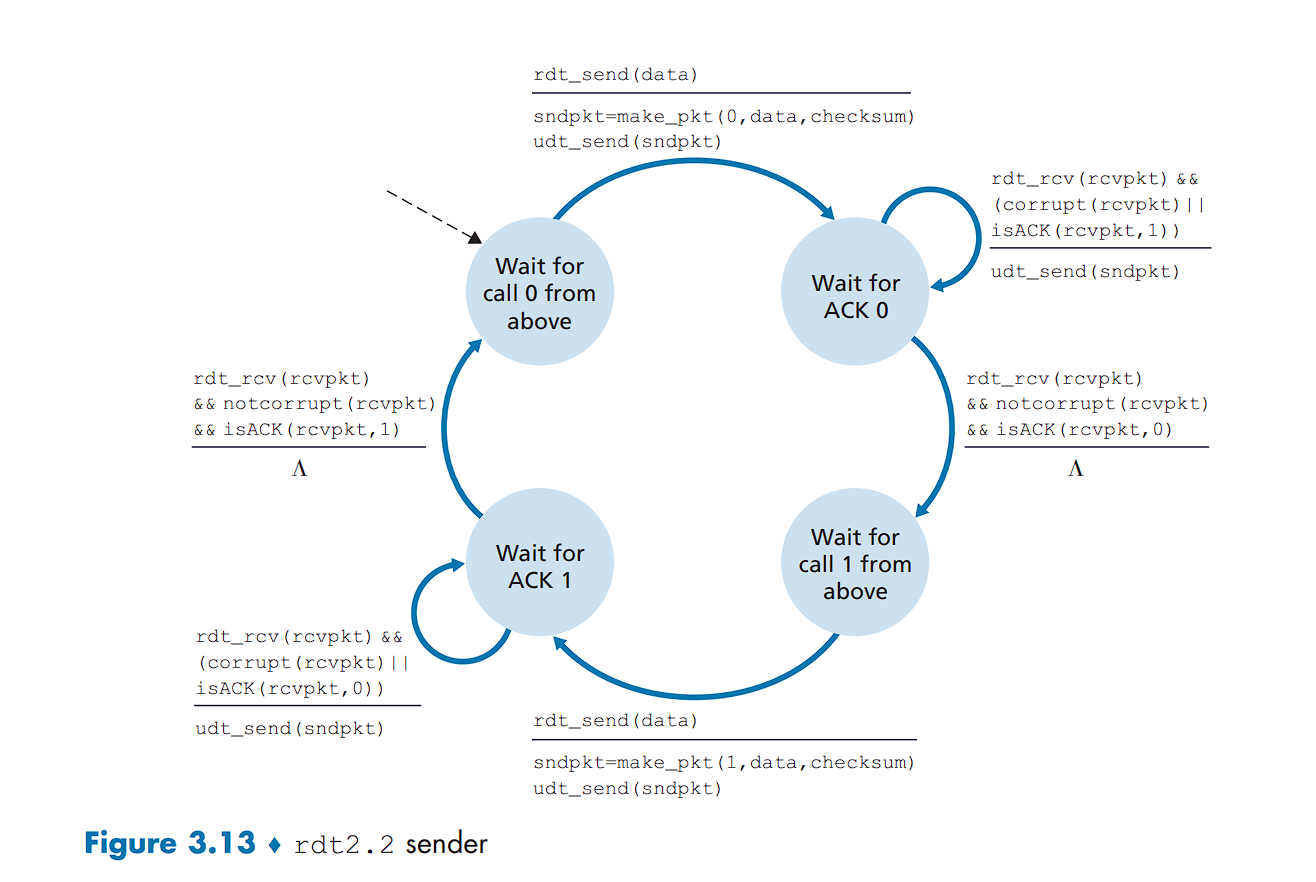 rdt_send(data)
sndpkt=make_pkt(0,data,checksum)
udt_send(sndpkt)
rdt_rcv(rcvpkt) &&
(corrupt(rcvpkt)||
isACK(rcvpkt,1))
udt_send(sndpkt)
Wait for
call 0 from
above
Wait for
ACK 0
rdt_rcv(rcvpkt)
&& notcorrupt(rcvpkt)
&& isACK(rcvpkt,1)
Λ
rdt_rcv(rcvpkt)
&& notcorrupt(rcvpkt)
&& isACK(rcvpkt,0)
Λ
Wait for
ACK 1
Wait for
call 1 from
above
rdt_rcv(rcvpkt) &&
(corrupt(rcvpkt)||
isACK(rcvpkt,0))
udt_send(sndpkt)
rdt_send(data)
sndpkt=make_pkt(1,data,checksum)
udt_send(sndpkt)
Figure 3.13 ♦ rdt2.2 sender